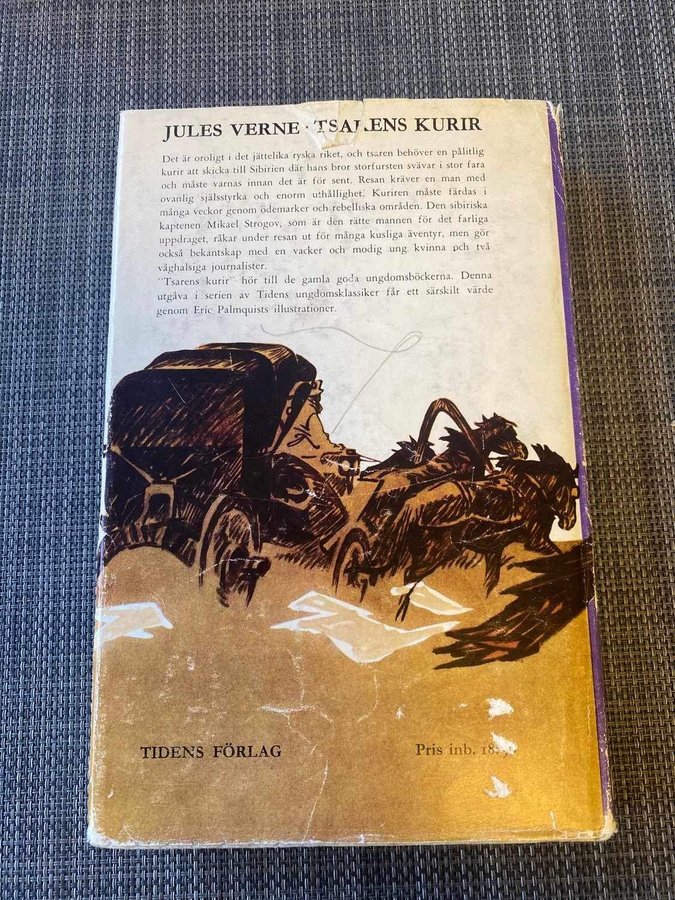 JULES VERNE · TSARENS KURIR
Det är oroligt i det jättelika ryska riket, och tsaren behöver en pålitlig
kurir att skicka till Sibirien där hans bror storfursten svävar i stor fara
och måste varnas innan det är för sent. Resan kräver en man med
ovanlig själsstyrka och enorm uthållighet. Kuriren måste färdas i
många veckor genom ödemarker och rebelliska områden. Den sibiriska
kaptenen Mikael Strogov, som är den rätte mannen för det farliga
uppdraget, råkar under resan ut för många kusliga äventyr, men gör
också bekantskap med en vacker och modig ung kvinna och två
våghalsiga journalister.
"Tsarens kurir" hör till de gamla goda ungdomsböckerna. Denna
utgåva i serien av Tidens ungdomsklassiker får ett särskilt värde
genom Eric Palmquists illustrationer.
TIDENS FÖRLAG
Pris inb. 18: